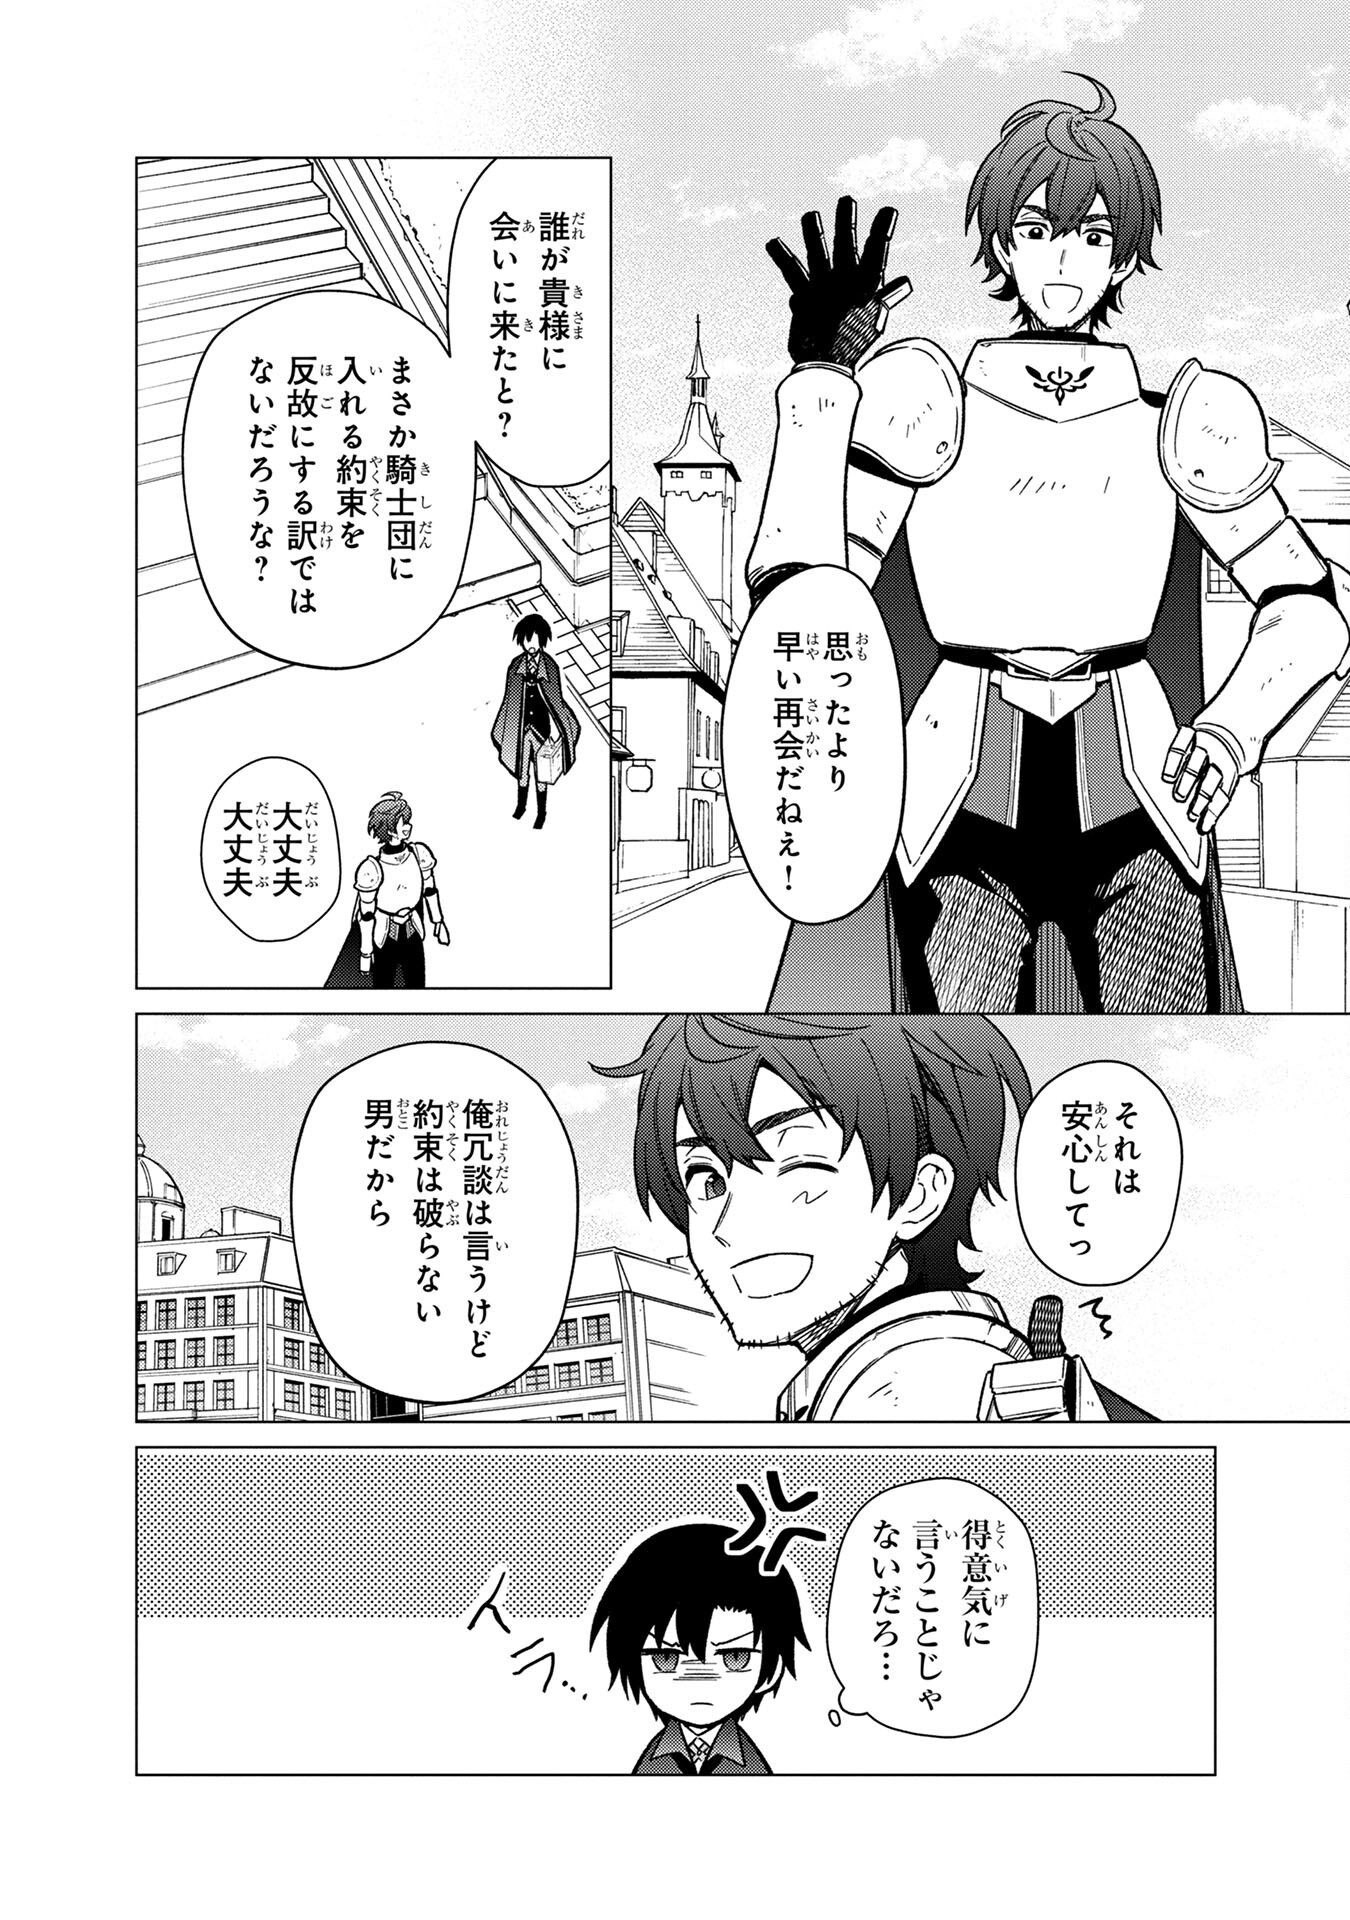 思ったより
早い再会だねぇ！
誰が貴様に
会いに来たと？
まさか騎士団に
入れる約束を
反故にする訳では
ないだろうな？
大丈夫
大丈夫
それは
安心してっ
俺冗談は言うけど
約束は破らない
男だから
得意気に
言うことじゃ
ないだろ…
イラ…